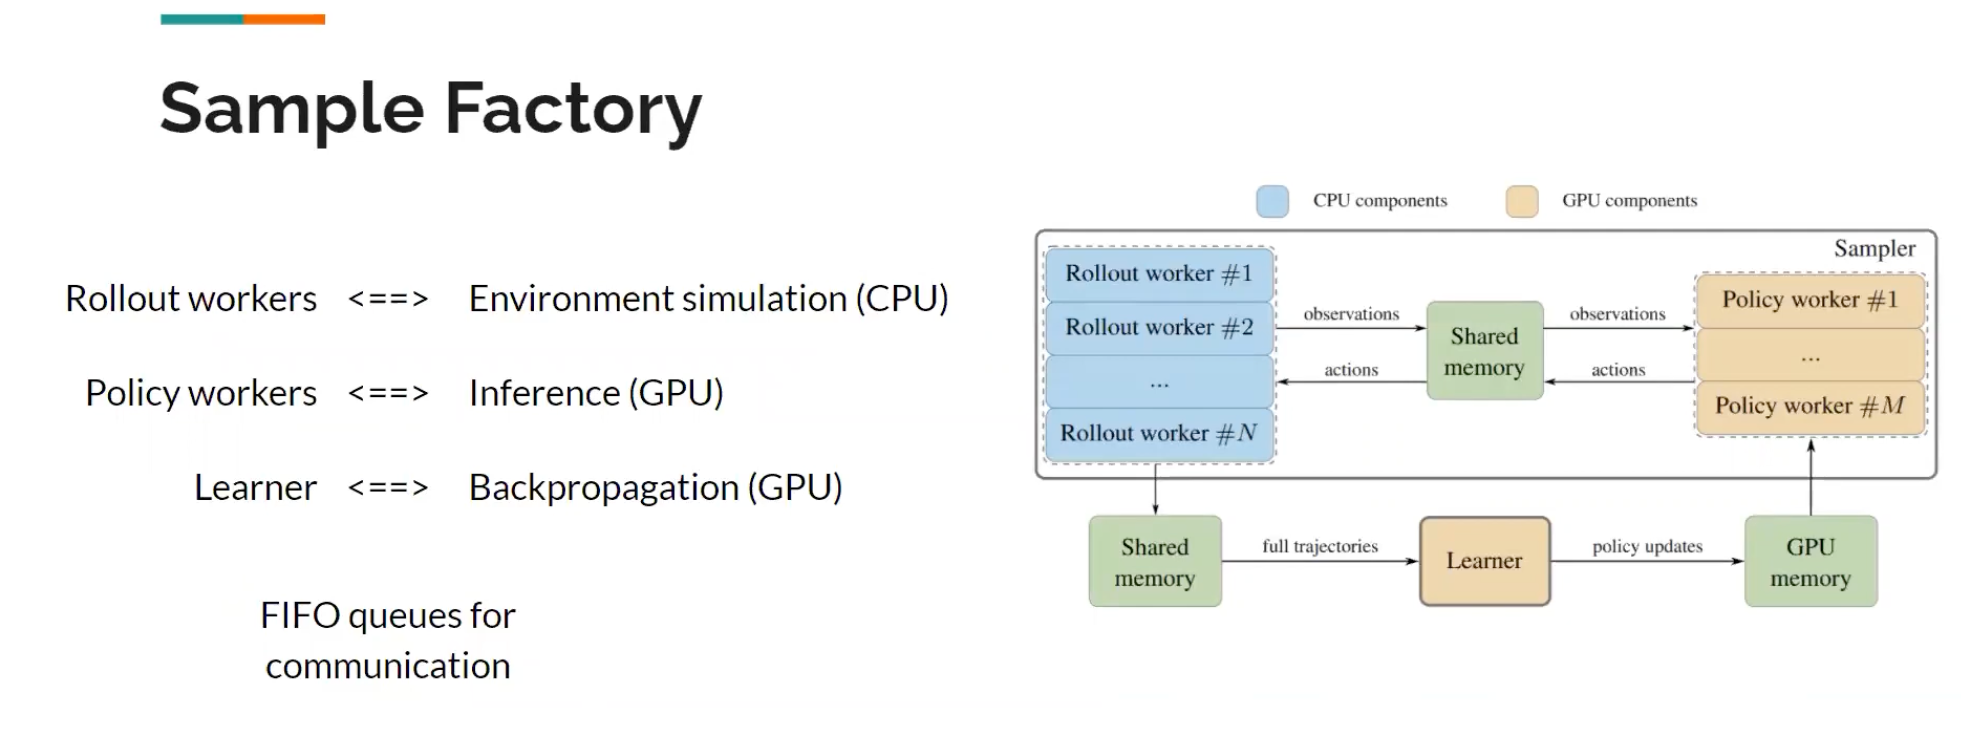 Sample Factory
Rollout workers <==> Environment simulation (CPU)
Policy workers <==> Inference (GPU)
Learner <==> Backpropagation (GPU)
FIFO queues for
communication
CPU components
GPU components
Sampler
Rollout worker #1
Rollout worker #2
...
Rollout worker #N
observations
actions
Shared
memory
observations
actions
Policy worker #1
...
Policy worker #M
Shared
memory
full trajectories
Learner
policy updates
GPU
memory